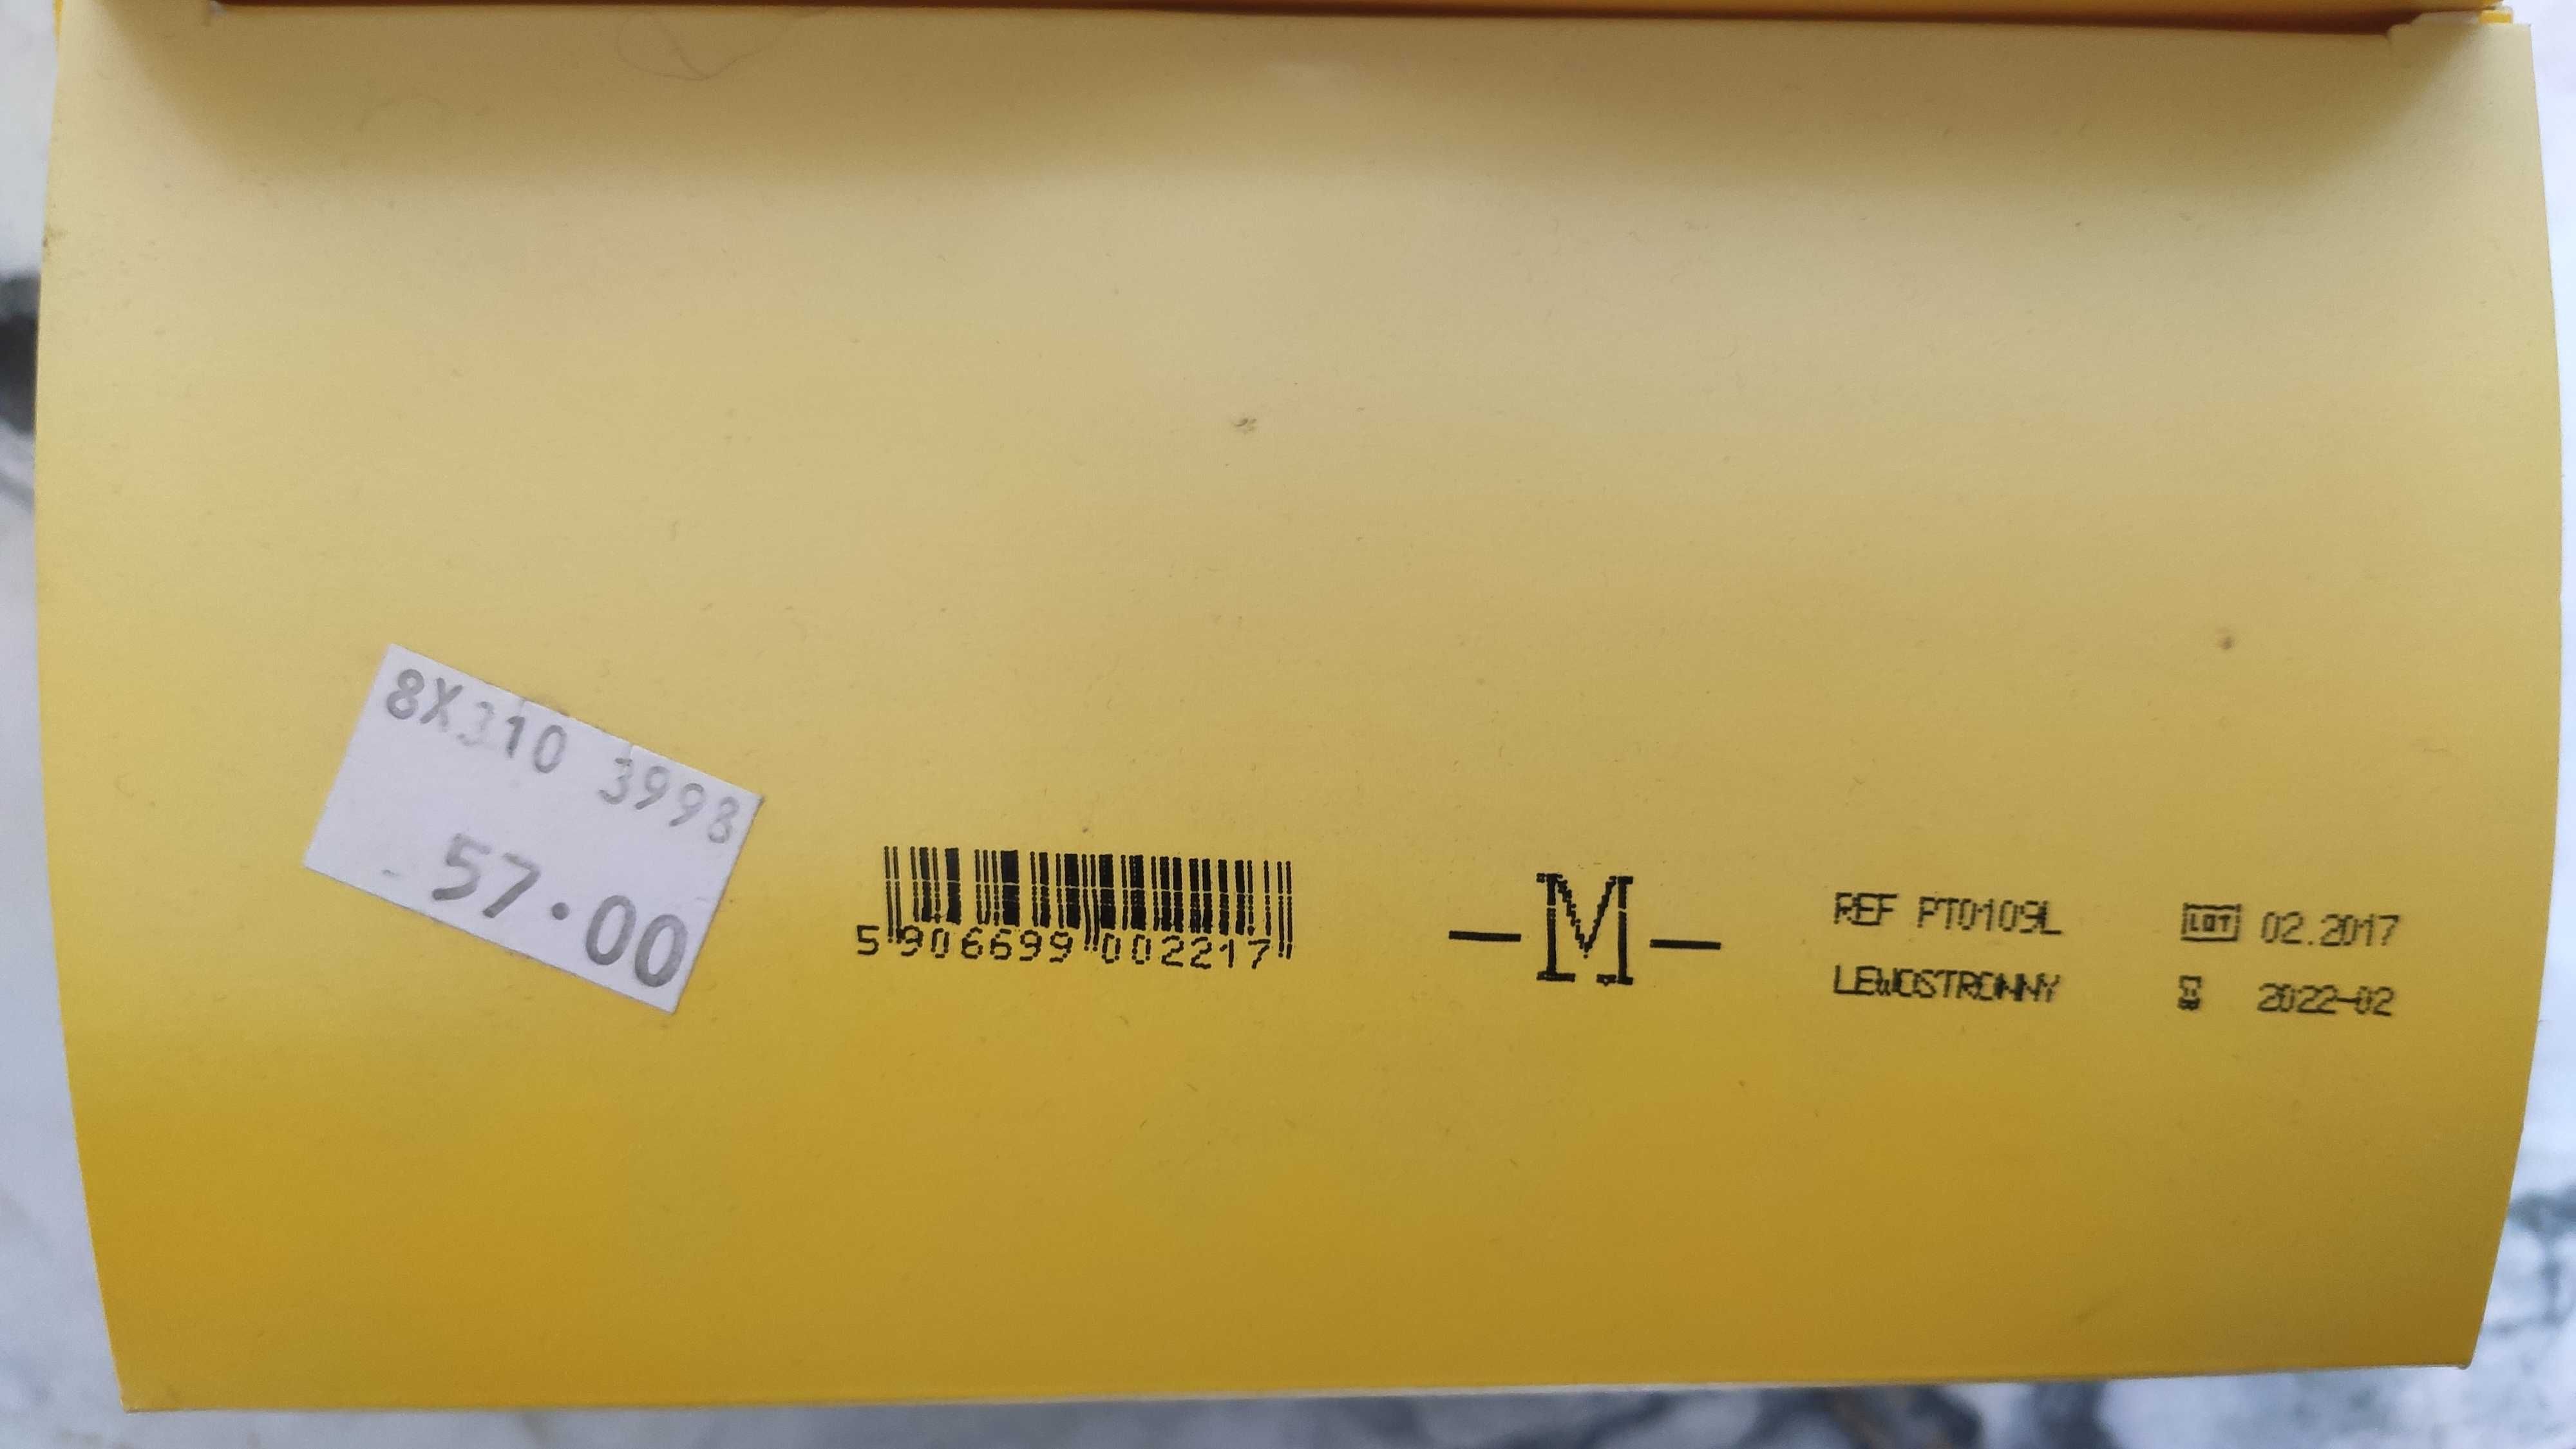 8X310 3998
57.00
5 906699 002217
-M-
REF PT0109L
LEWOSTRONNY
LOT 02.2017
2022-02